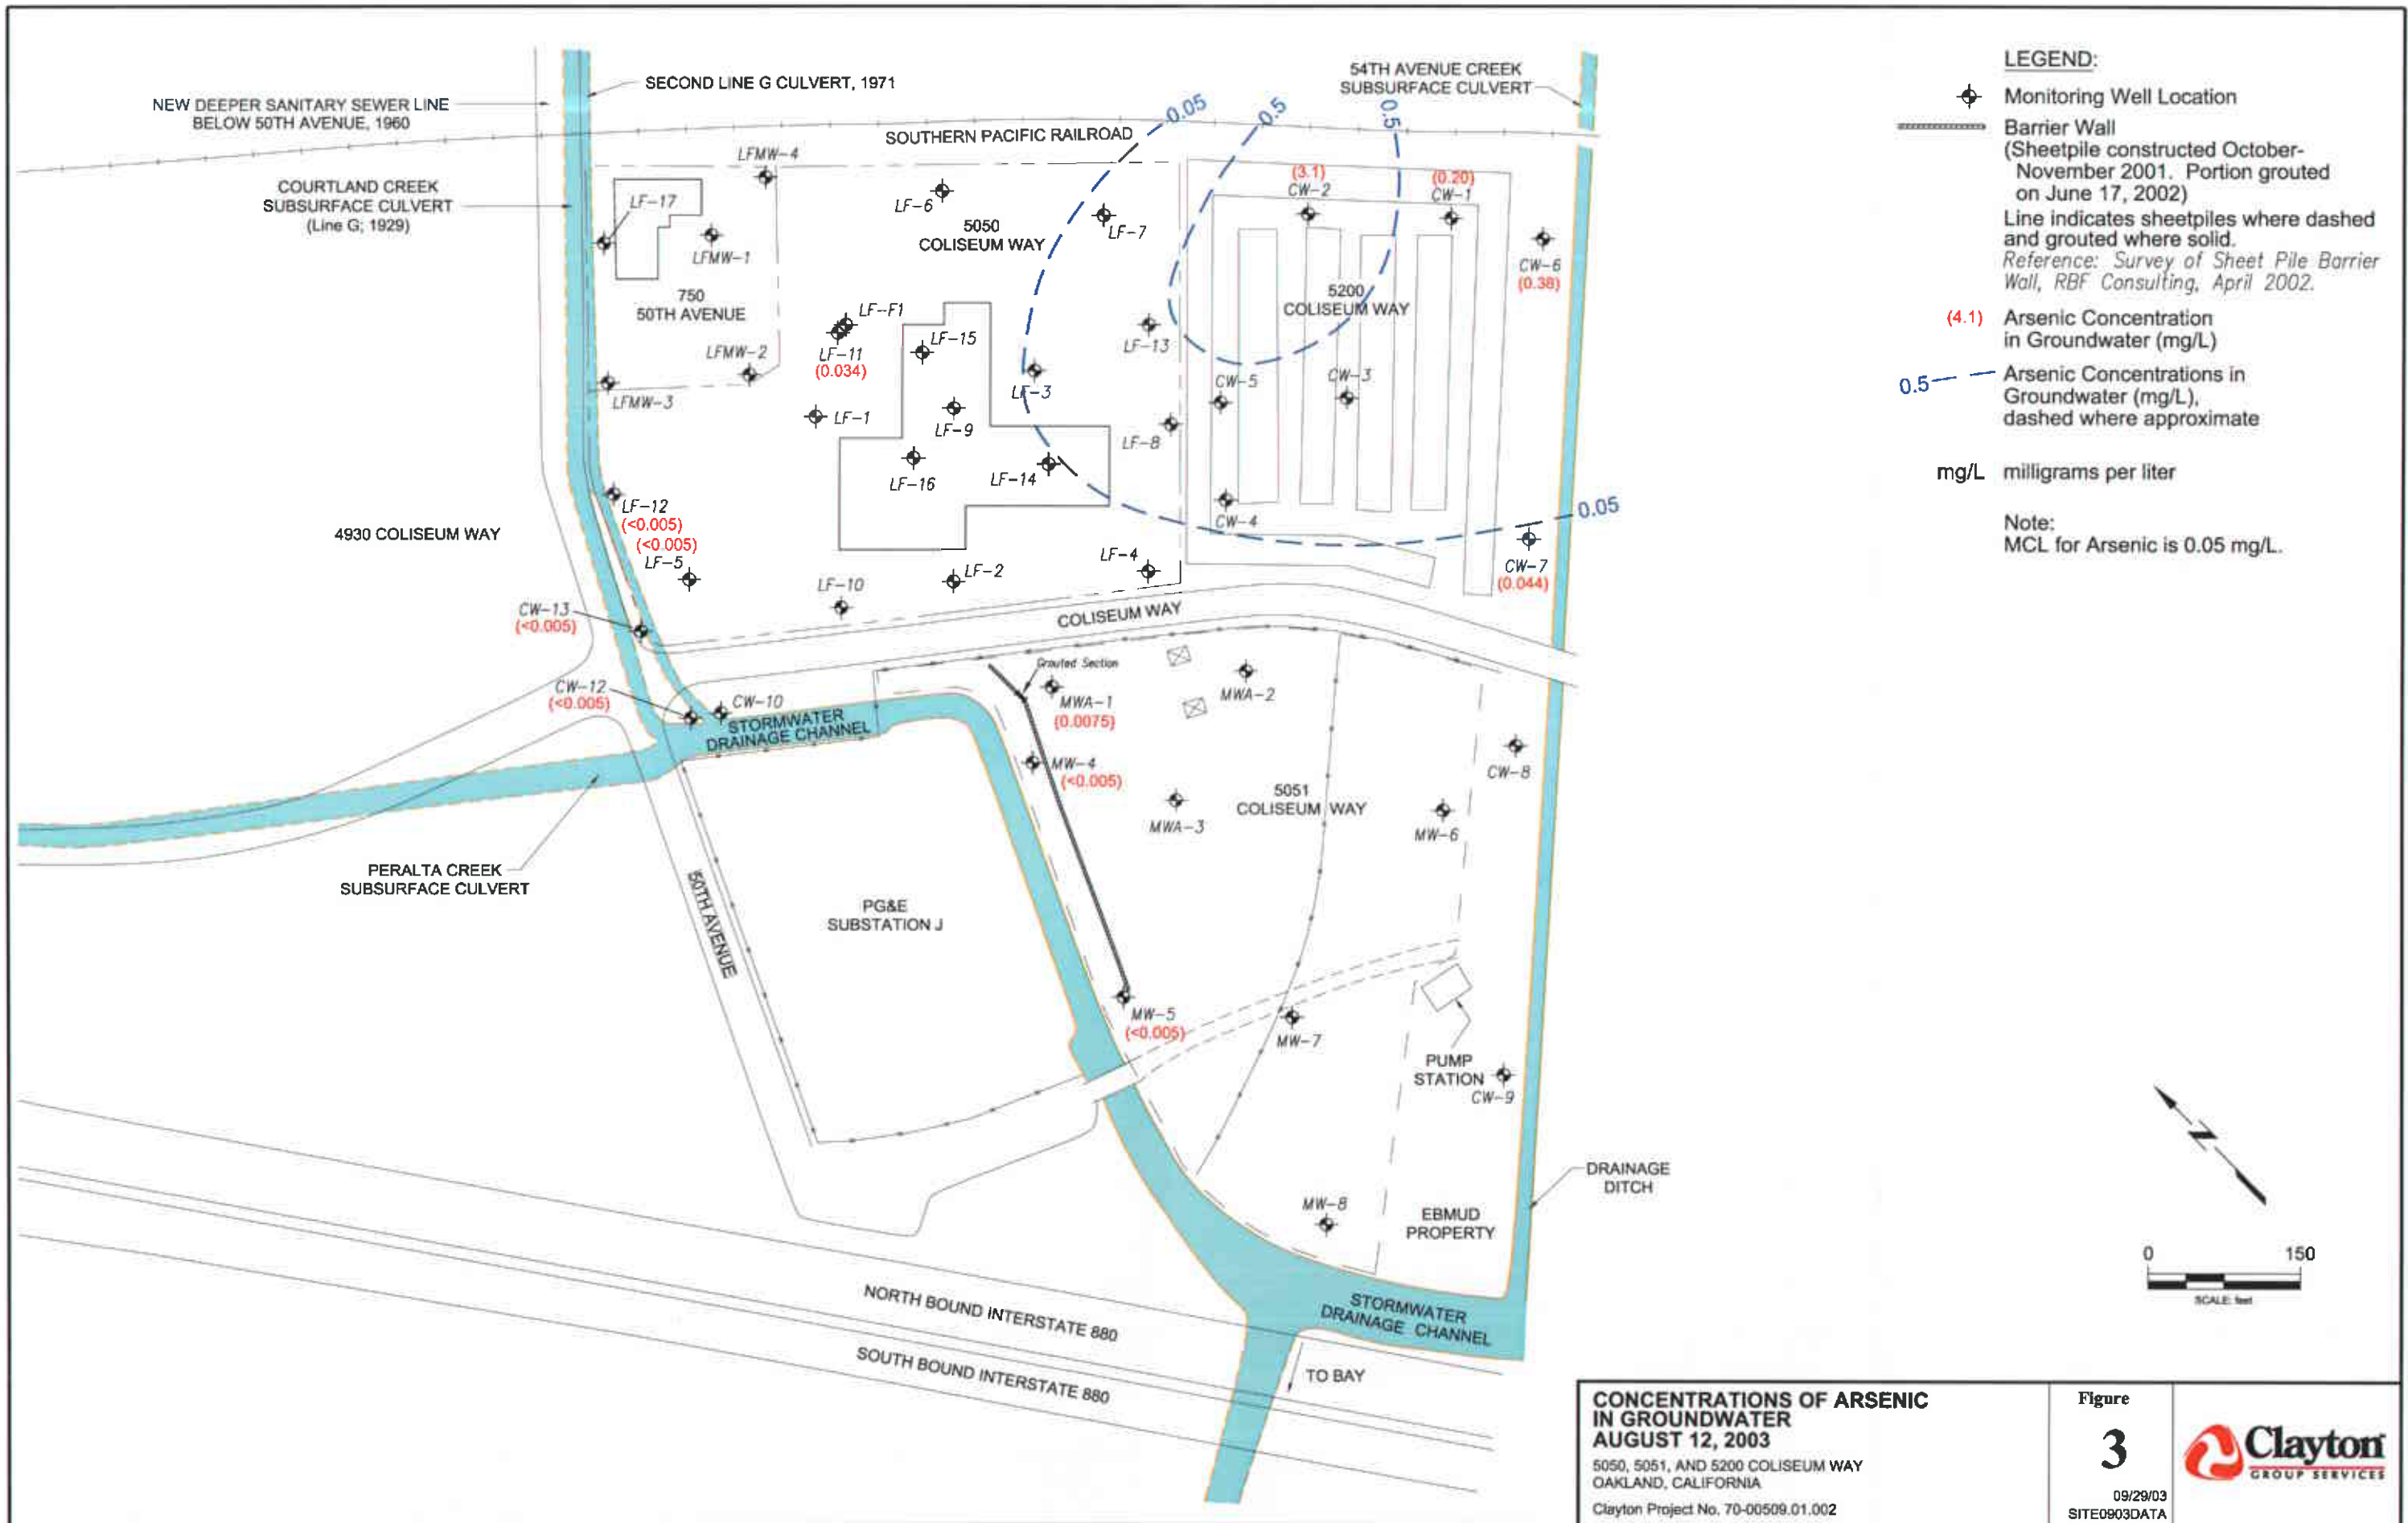 NEW DEEPER SANITARY SEWER LINE
BELOW 50TH AVENUE, 1960
SECOND LINE G CULVERT, 1971
COURTLAND CREEK
SUBSURFACE CULVERT
(Line G; 1929)
SOUTHERN PACIFIC RAILROAD
54TH AVENUE CREEK
SUBSURFACE CULVERT
0.05
0.5
0.5
LFMW-4
LF-17
LFMW-1
750
50TH AVENUE
LFMW-2
LFMW-3
LF-6
5050
COLISEUM WAY
LF-7
(3.1)
CW-2
(0.20)
CW-1
CW-6
(0.38)
5200
COLISEUM WAY
LF-F1
LF-11
(0.034)
LF-15
LF-13
LF-3
CW-5
CW-3
LF-1
LF-9
LF-8
LF-16
LF-14
CW-4
0.05
LF-12
(<0.005)
(<0.005)
LF-5
4930 COLISEUM WAY
LF-10
LF-2
LF-4
CW-7
(0.044)
CW-13
(<0.005)
COLISEUM WAY
CW-12
(<0.005)
CW-10
STORMWATER
DRAINAGE CHANNEL
Grouted Section
MWA-1
(0.0075)
MWA-2
MW-4
(<0.005)
MWA-3
5051
COLISEUM WAY
CW-8
MW-6
PERALTA CREEK
SUBSURFACE CULVERT
50TH AVENUE
PG&E
SUBSTATION J
MW-5
(<0.005)
MW-7
PUMP
STATION
CW-9
DRAINAGE
DITCH
MW-8
EBMUD
PROPERTY
STORMWATER
DRAINAGE CHANNEL
NORTH BOUND INTERSTATE 880
SOUTH BOUND INTERSTATE 880
TO BAY
LEGEND:
Monitoring Well Location
Barrier Wall
(Sheetpile constructed October-
November 2001. Portion grouted
on June 17, 2002)
Line indicates sheetpiles where dashed
and grouted where solid.
Reference: Survey of Sheet Pile Barrier
Wall, RBF Consulting, April 2002.
(4.1) Arsenic Concentration
in Groundwater (mg/L)
0.5 Arsenic Concentrations in
Groundwater (mg/L),
dashed where approximate
mg/L milligrams per liter
Note:
MCL for Arsenic is 0.05 mg/L.
0 150
SCALE: feet
CONCENTRATIONS OF ARSENIC
IN GROUNDWATER
AUGUST 12, 2003
5050, 5051, AND 5200 COLISEUM WAY
OAKLAND, CALIFORNIA
Clayton Project No. 70-00509.01.002
Figure
3
09/29/03
SITE0903DATA
Clayton
GROUP SERVICES